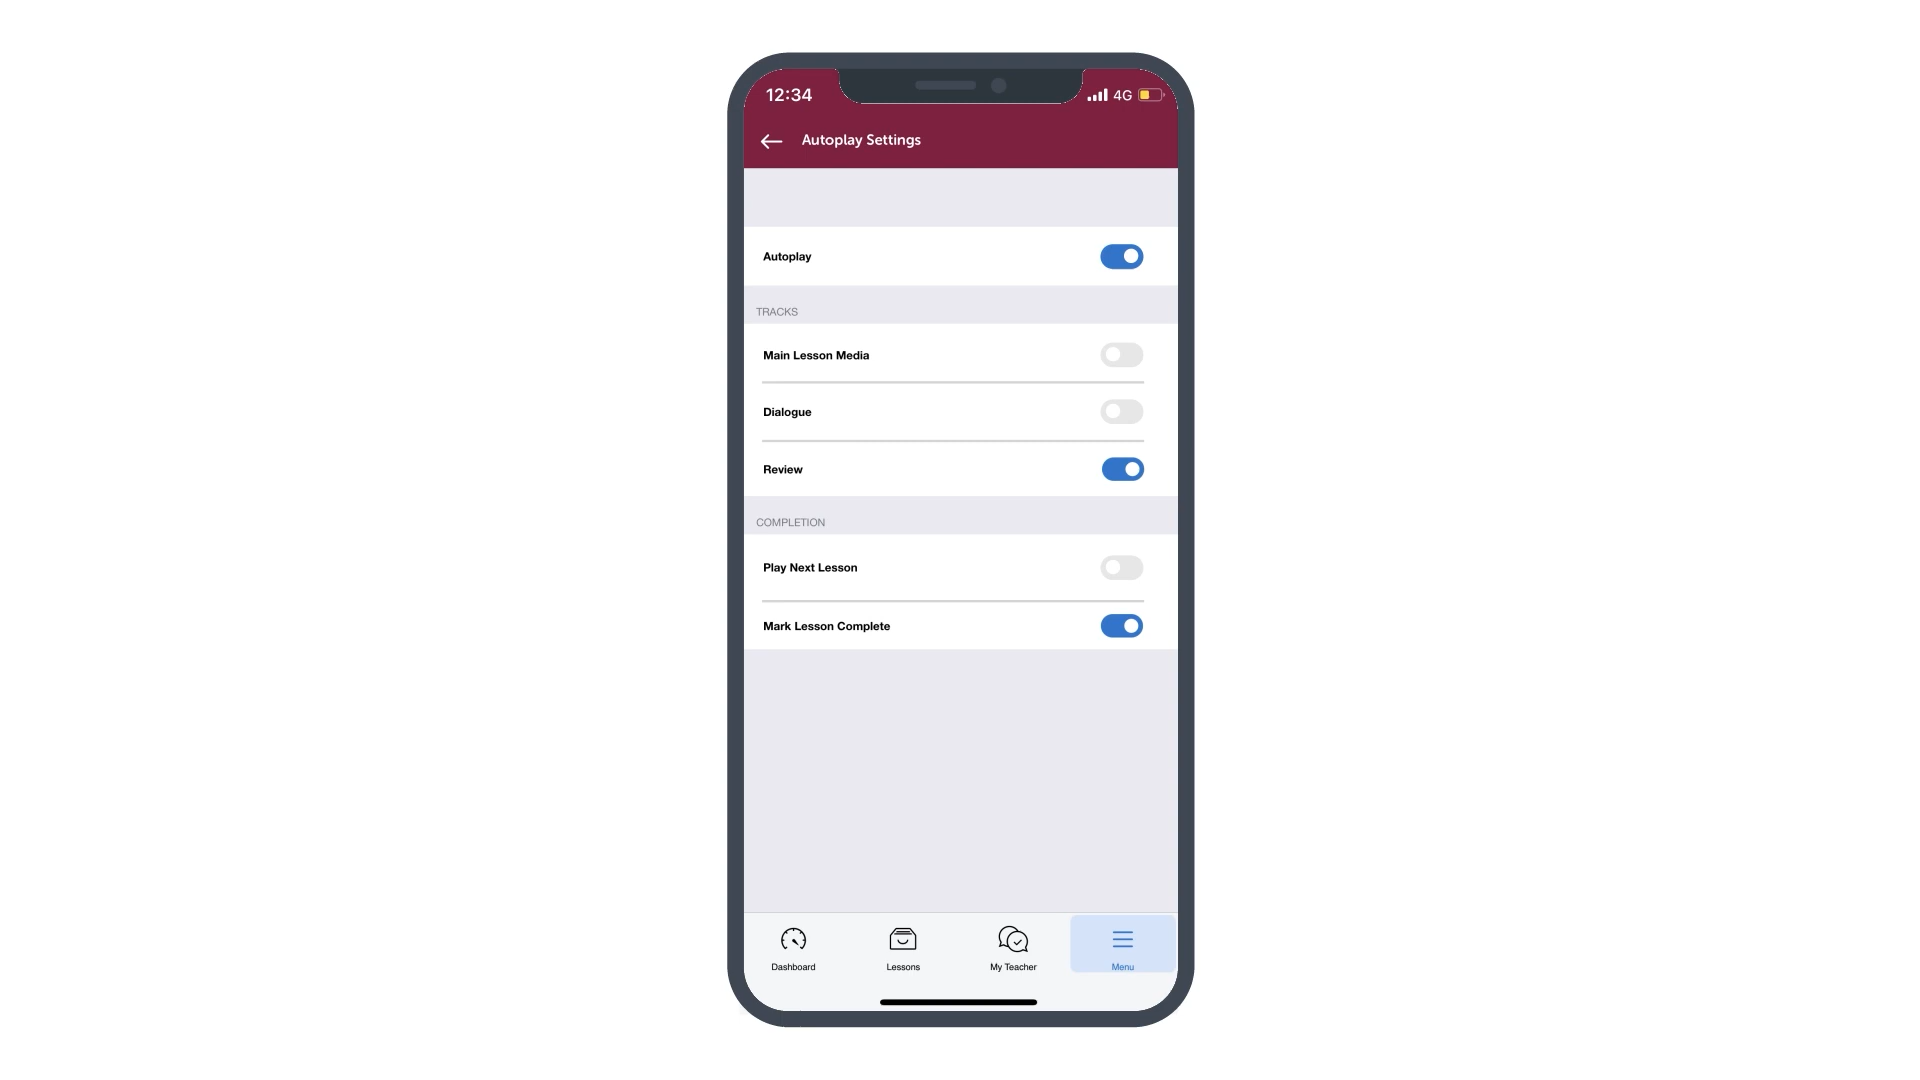 12:34
4G
Autoplay Settings
Autoplay
TRACKS
Main Lesson Media
Dialogue
Review
COMPLETION
Play Next Lesson
Mark Lesson Complete
Dashboard
Lessons
My Teacher
Menu